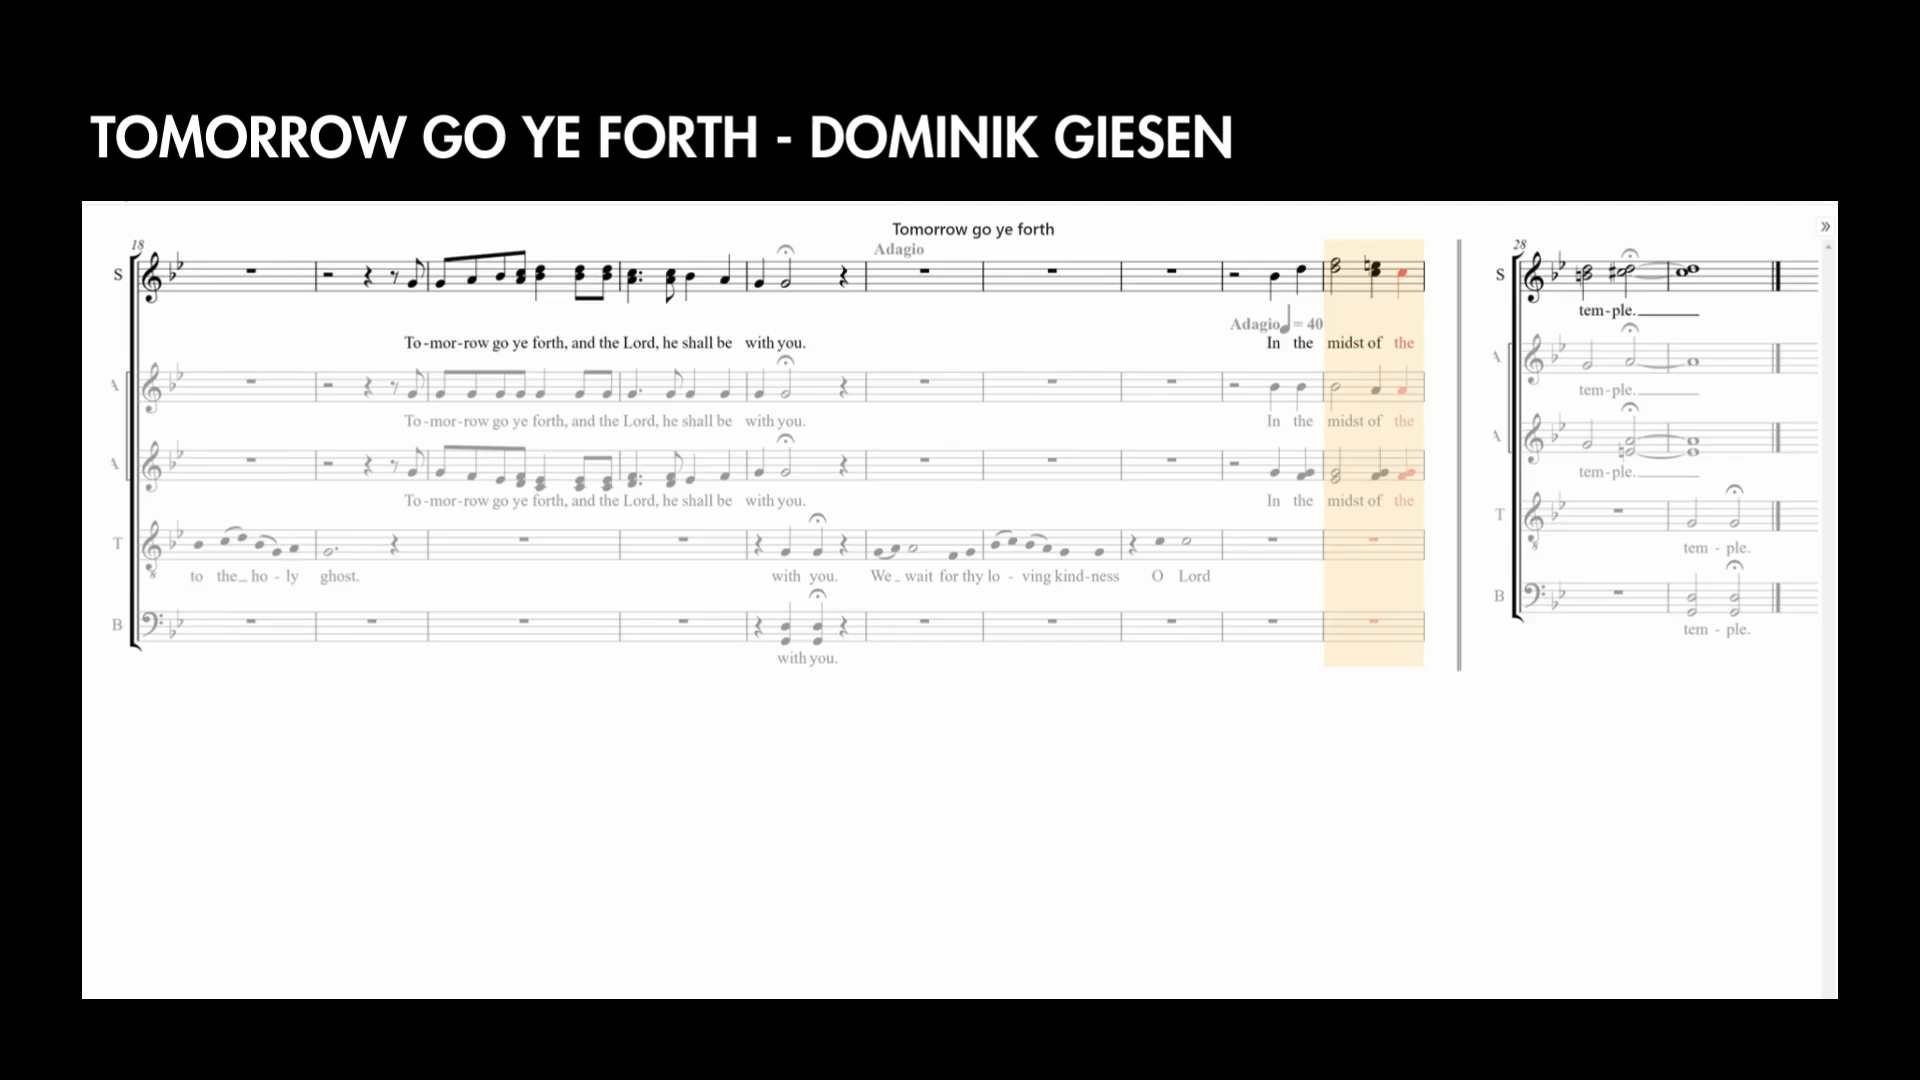 TOMORROW GO YE FORTH - DOMINIK GIESEN
Tomorrow go ye forth
»
18
Adagio
S
Adagio = 40
To-mor-row go ye forth, and the Lord, he shall be with you. In the midst of the
A
To-mor-row go ye forth, and the Lord, he shall be with you. In the midst of the
A
To-mor-row go ye forth, and the Lord, he shall be with you. In the midst of the
T
8
to the_ ho - ly ghost. with you. We_ wait for thy lo - ving kind-ness O Lord
B
with you.
28
S
tem-ple.
A
tem-ple.
A
tem-ple.
T
8
tem - ple.
B
tem - ple.